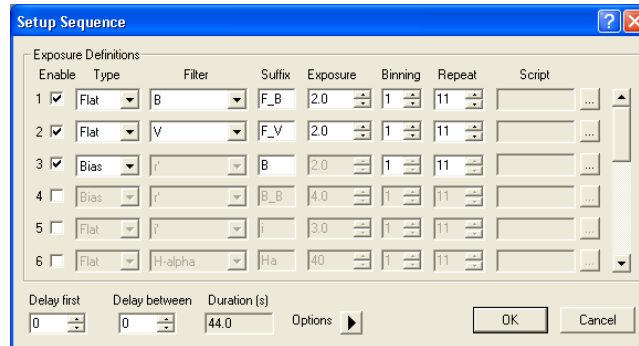 Setup Sequence
Exposure Definitions
Enable Type Filter Suffix Exposure Binning Repeat Script
1 Flat B F_B 2.0 1 11 ...
2 Flat V F_V 2.0 1 11 ...
3 Bias r' B 2.0 1 11 ...
4 Bias r' B_B 4.0 1 11 ...
5 Flat i' i 3.0 1 11 ...
6 Flat H-alpha Ha 40 1 11 ...
Delay first Delay between Duration (s)
0 0 44.0 Options OK Cancel